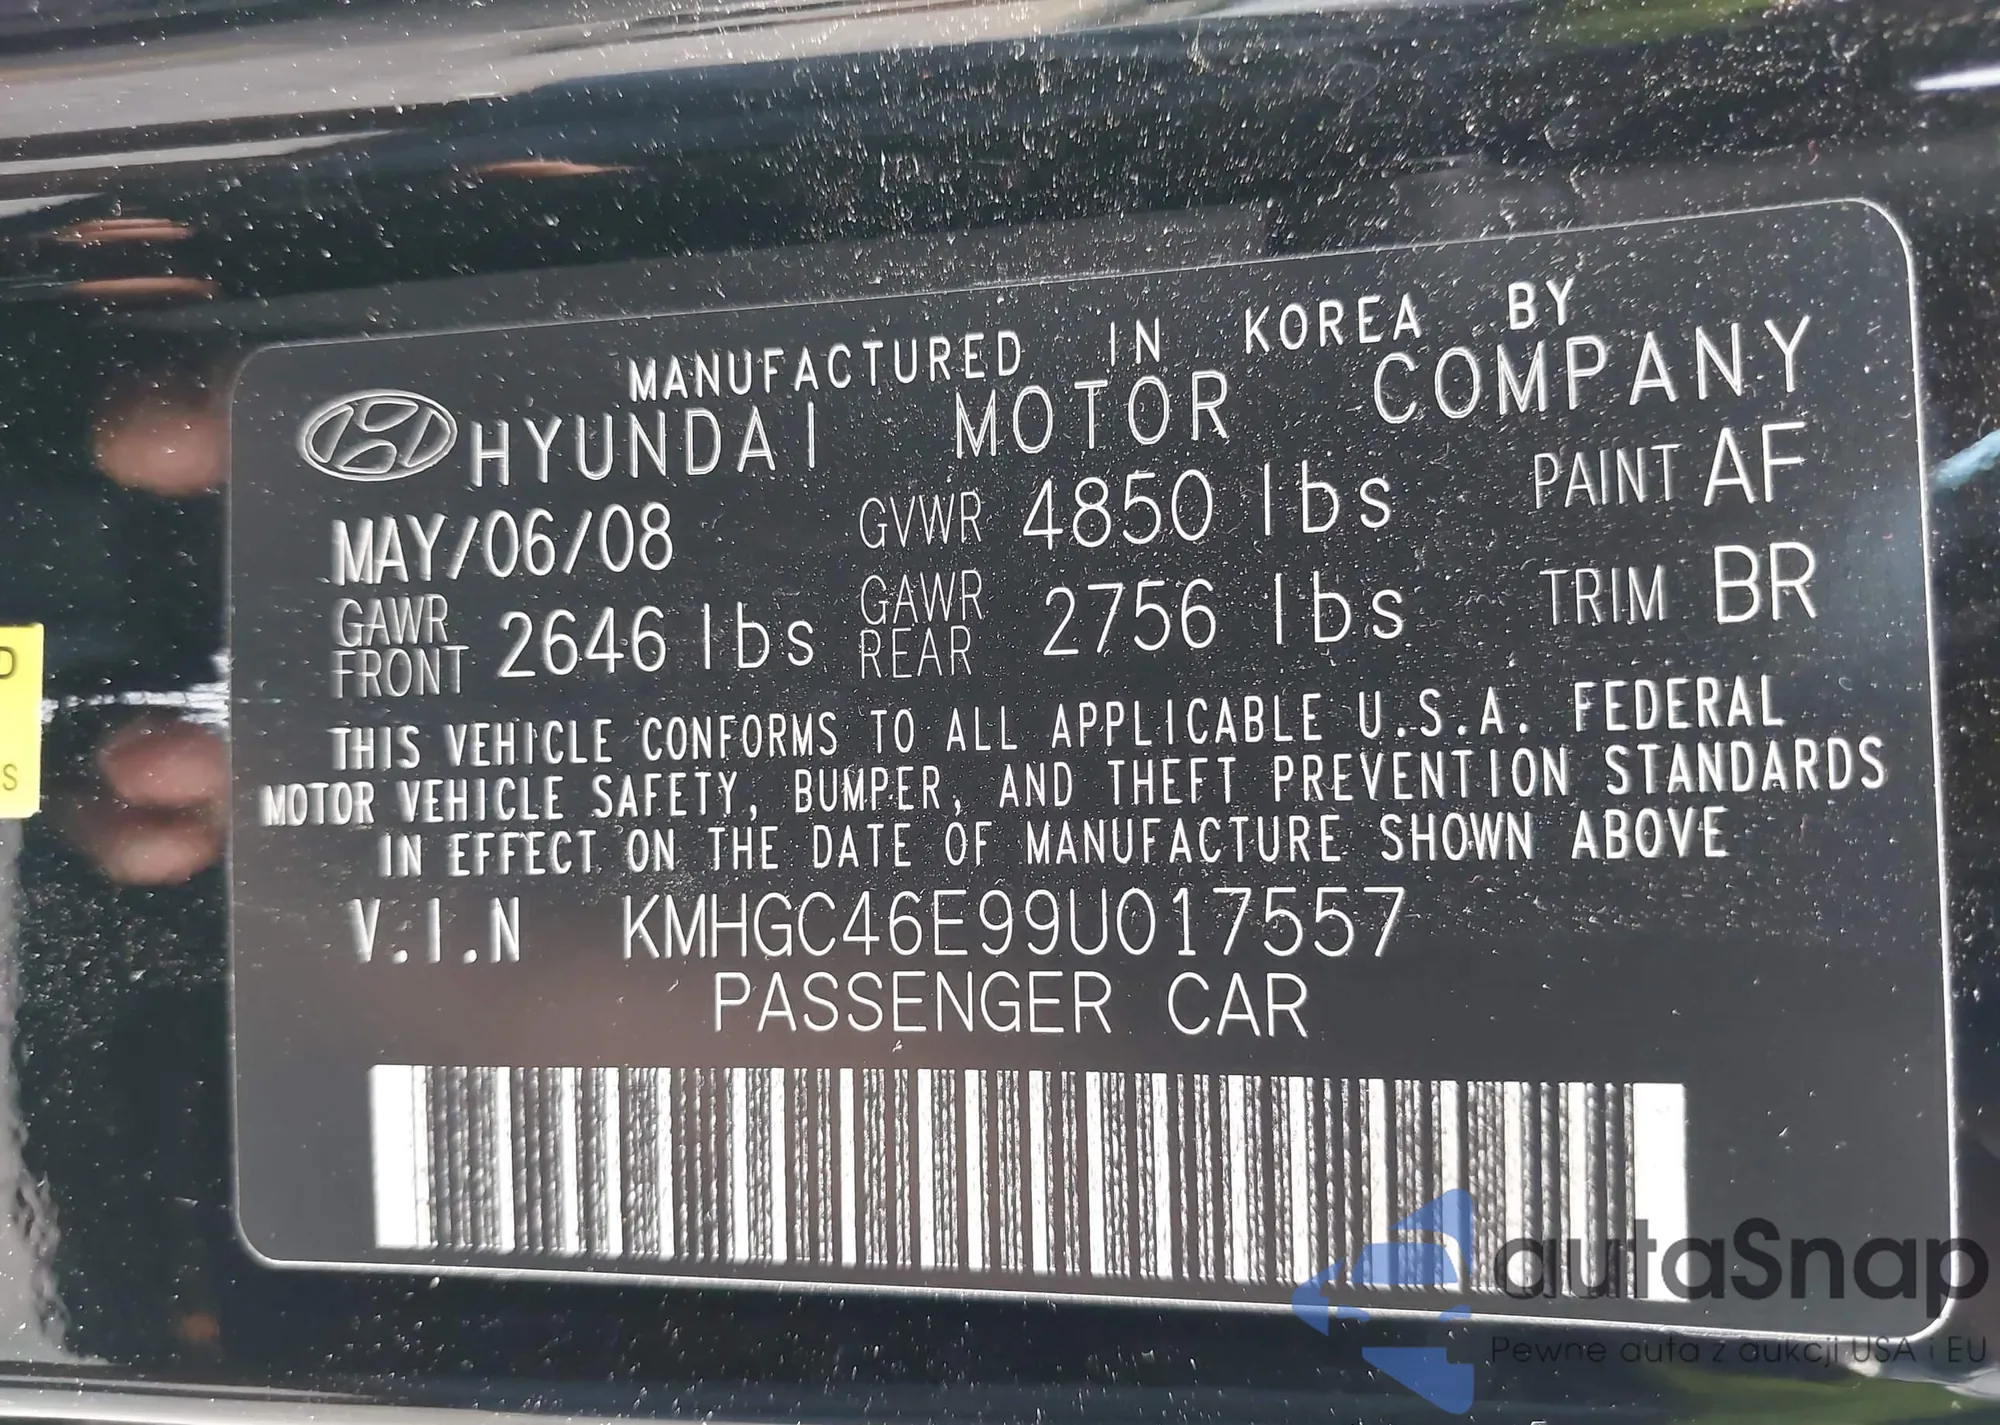 MANUFACTURED IN KOREA BY
HYUNDAI MOTOR COMPANY
MAY/06/08 GVWR 4850 lbs PAINT AF
GAWR FRONT 2646 lbs GAWR REAR 2756 lbs TRIM BR
THIS VEHICLE CONFORMS TO ALL APPLICABLE U.S.A. FEDERAL
MOTOR VEHICLE SAFETY, BUMPER, AND THEFT PREVENTION STANDARDS
IN EFFECT ON THE DATE OF MANUFACTURE SHOWN ABOVE
V.I.N KMHGC46E99U017557
PASSENGER CAR
D
S
autaSnap
Pewne auta z aukcji USA i EU